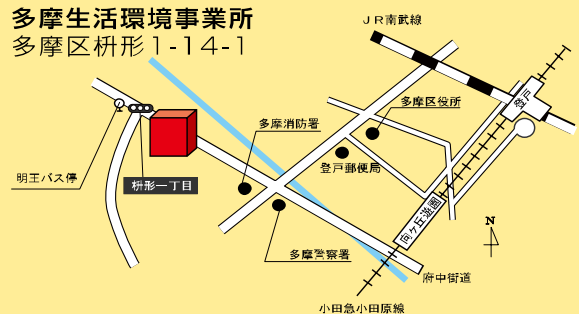 多摩生活環境事業所
多摩区枡形1-14-1
JR南武線
登戸
多摩区役所
多摩消防署
登戸郵便局
明王バス停
枡形一丁目
向ヶ丘遊園
N
多摩警察署
府中街道
小田急小田原線